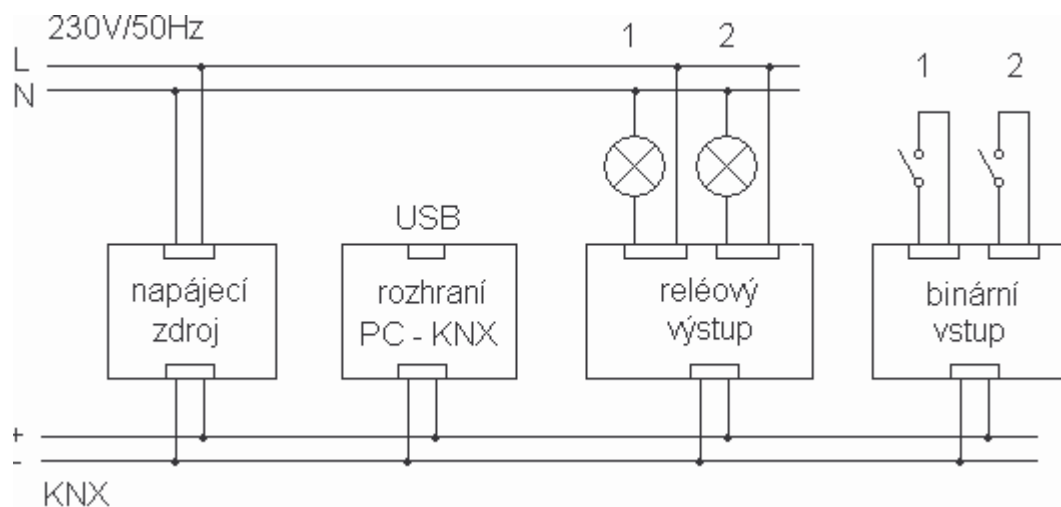 230V/50Hz
L
N
1
2
1
2
USB
napájecí
zdroj
rozhraní
PC - KNX
reléový
výstup
binární
vstup
+
-
KNX